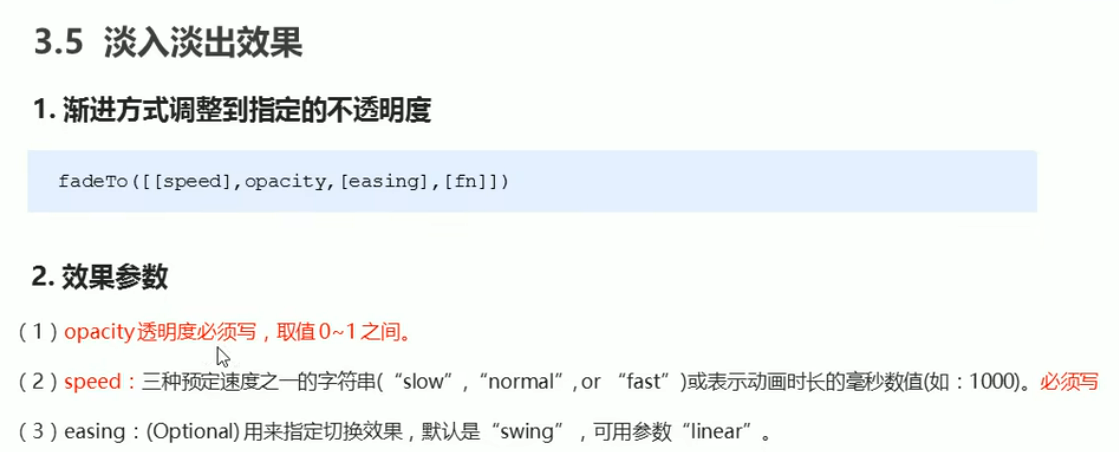 3.5 淡入淡出效果
1. 渐进方式调整到指定的不透明度
fadeTo([[speed],opacity,[easing],[fn]])
2. 效果参数
（1）opacity透明度必须写，取值 0~1 之间。
（2）speed：三种预定速度之一的字符串(“slow”,“normal”, or “fast”)或表示动画时长的毫秒数值(如：1000)。必须写
（3）easing：(Optional) 用来指定切换效果，默认是“swing”，可用参数“linear”。